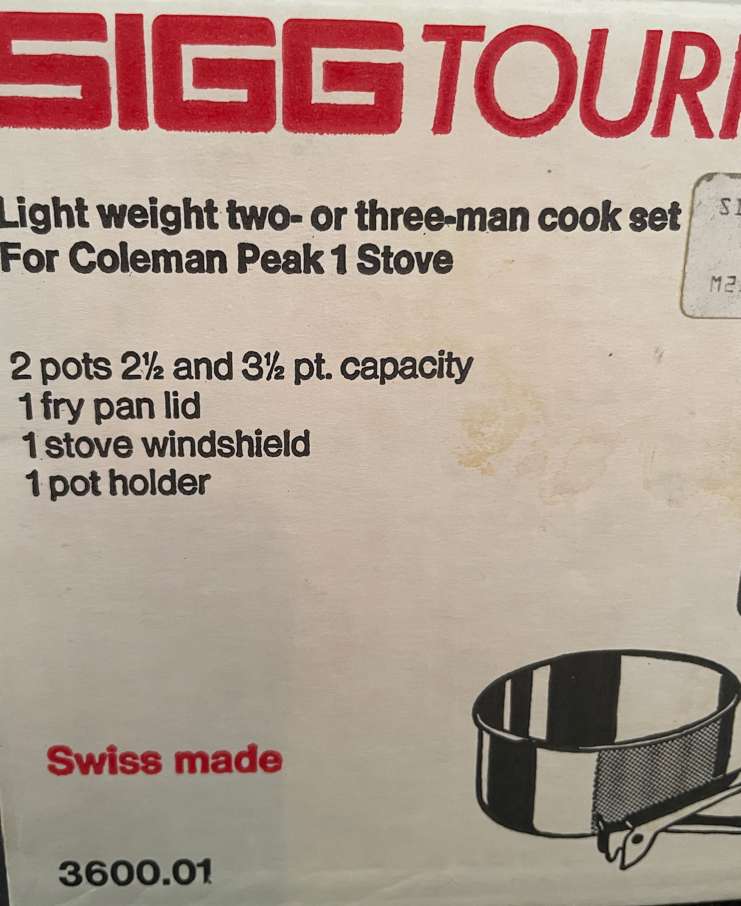 SIGG TOURI
Light weight two- or three-man cook set
For Coleman Peak 1 Stove
2 pots 2½ and 3½ pt. capacity
1 fry pan lid
1 stove windshield
1 pot holder
Swiss made
3600.01